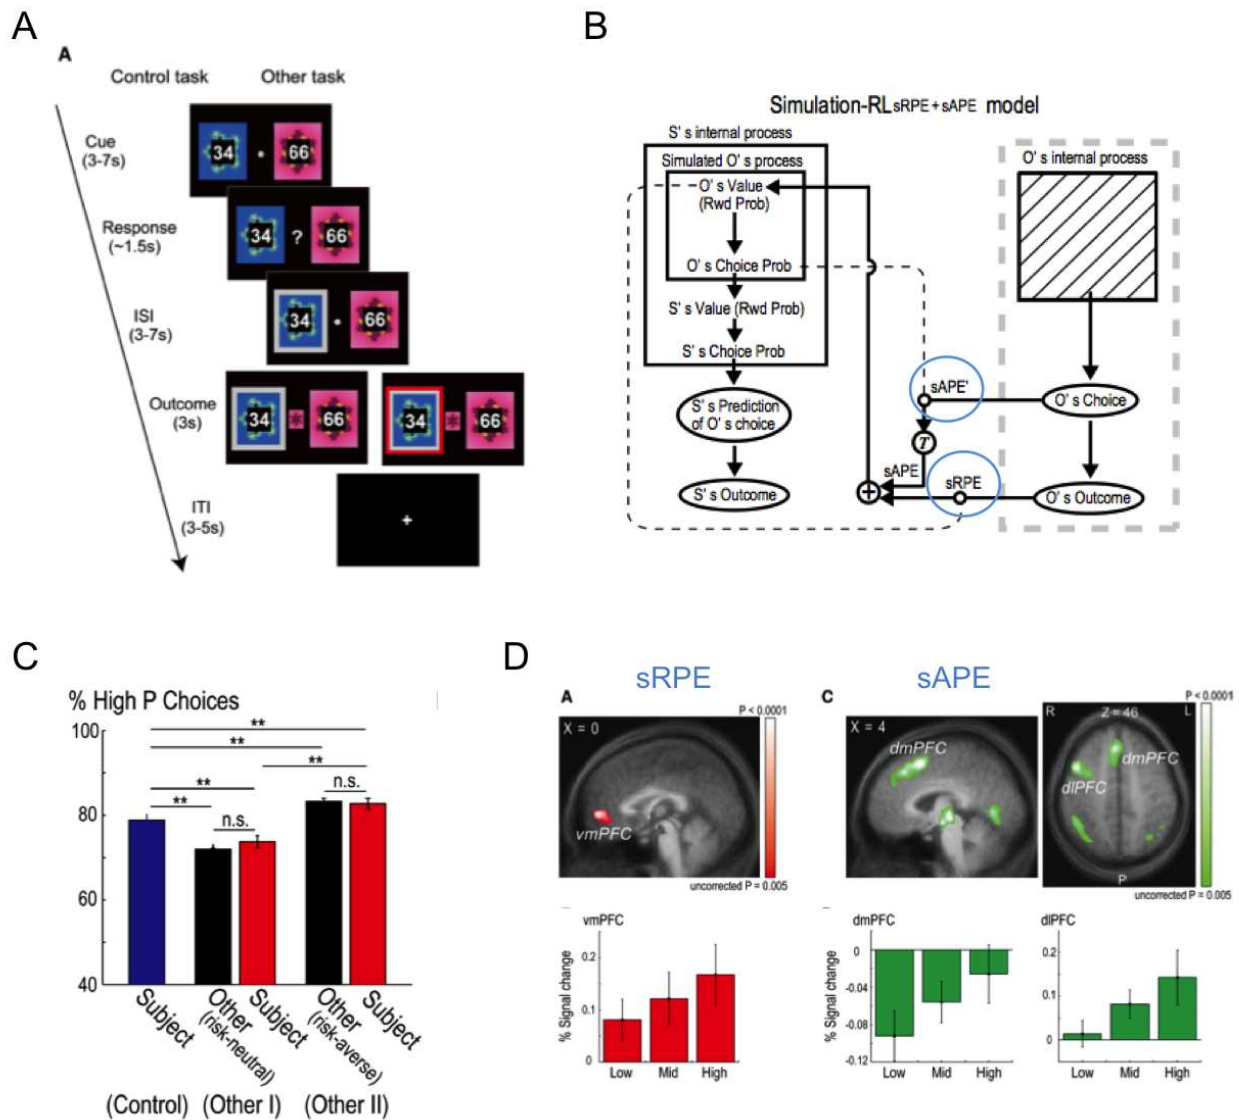 A
A
Control task
Other task
Cue
(3-7s)
34
66
Response
(~1.5s)
34 ? 66
ISI
(3-7s)
34
66
Outcome
(3s)
34 * 66
34 * 66
ITI
(3-5s)
+
B
Simulation-RLsRPE + sAPE model
S' s internal process
Simulated O' s process
O' s Value
(Rwd Prob)
O' s Choice Prob
S' s Value (Rwd Prob)
S' s Choice Prob
S' s Prediction
of O' s choice
S' s Outcome
O' s internal process
sAPE'
O' s Choice
T
sAPE
sRPE
+
O' s Outcome
C
% High P Choices
100
80
60
40
**
**
**
**
**
n.s.
n.s.
Subject
Other
(risk-neutral)
Subject
Other
(risk-averse)
Subject
(Control)
(Other I)
(Other II)
D
sRPE
sAPE
A
P < 0.0001
X = 0
vmPFC
uncorrected P = 0.005
C
P < 0.0001
X = 4
dmPFC
R
Z = 46
L
dmPFC
dlPFC
P
uncorrected P = 0.005
vmPFC
% Signal change
0.2
0.1
0
Low
Mid
High
dmPFC
% Signal change
0
-0.04
-0.08
-0.12
Low
Mid
High
dlPFC
0.2
0.1
0
Low
Mid
High